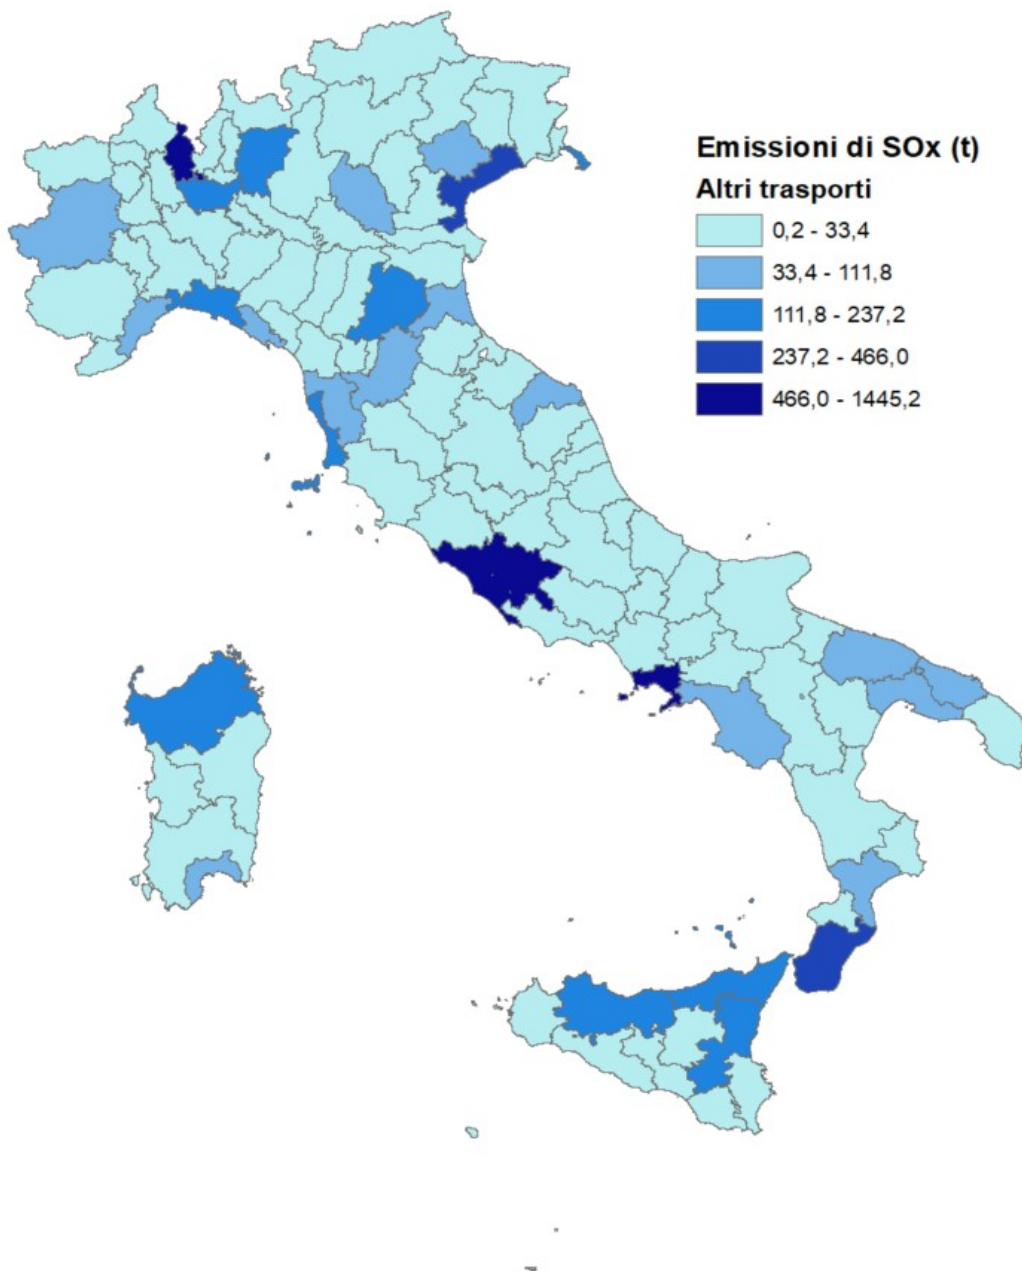 Emissioni di SOx (t)
Altri trasporti
0,2 - 33,4
33,4 - 111,8
111,8 - 237,2
237,2 - 466,0
466,0 - 1445,2